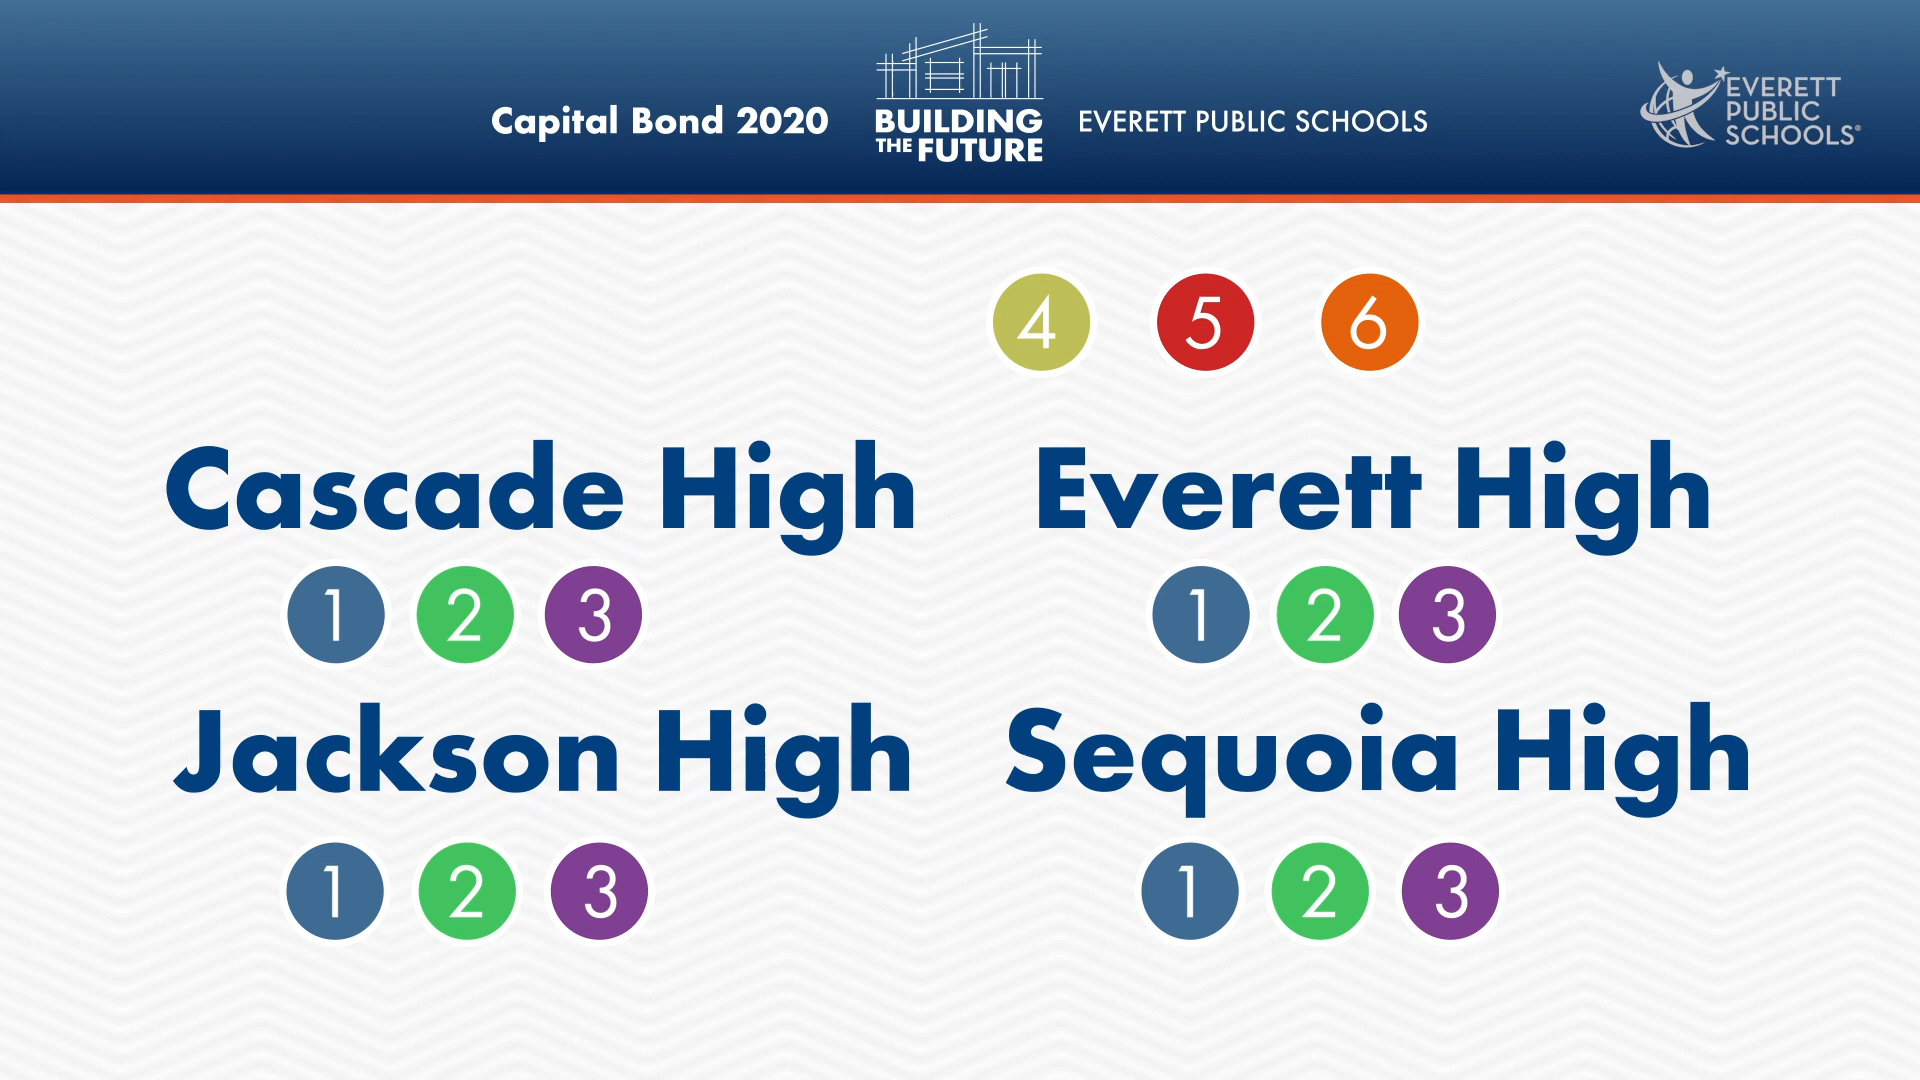 Capital Bond 2020
BUILDING
THE FUTURE
EVERETT PUBLIC SCHOOLS
EVERETT
PUBLIC
SCHOOLS®
4 5 6
Cascade High
1 2 3
Everett High
1 2 3
Jackson High
1 2 3
Sequoia High
1 2 3